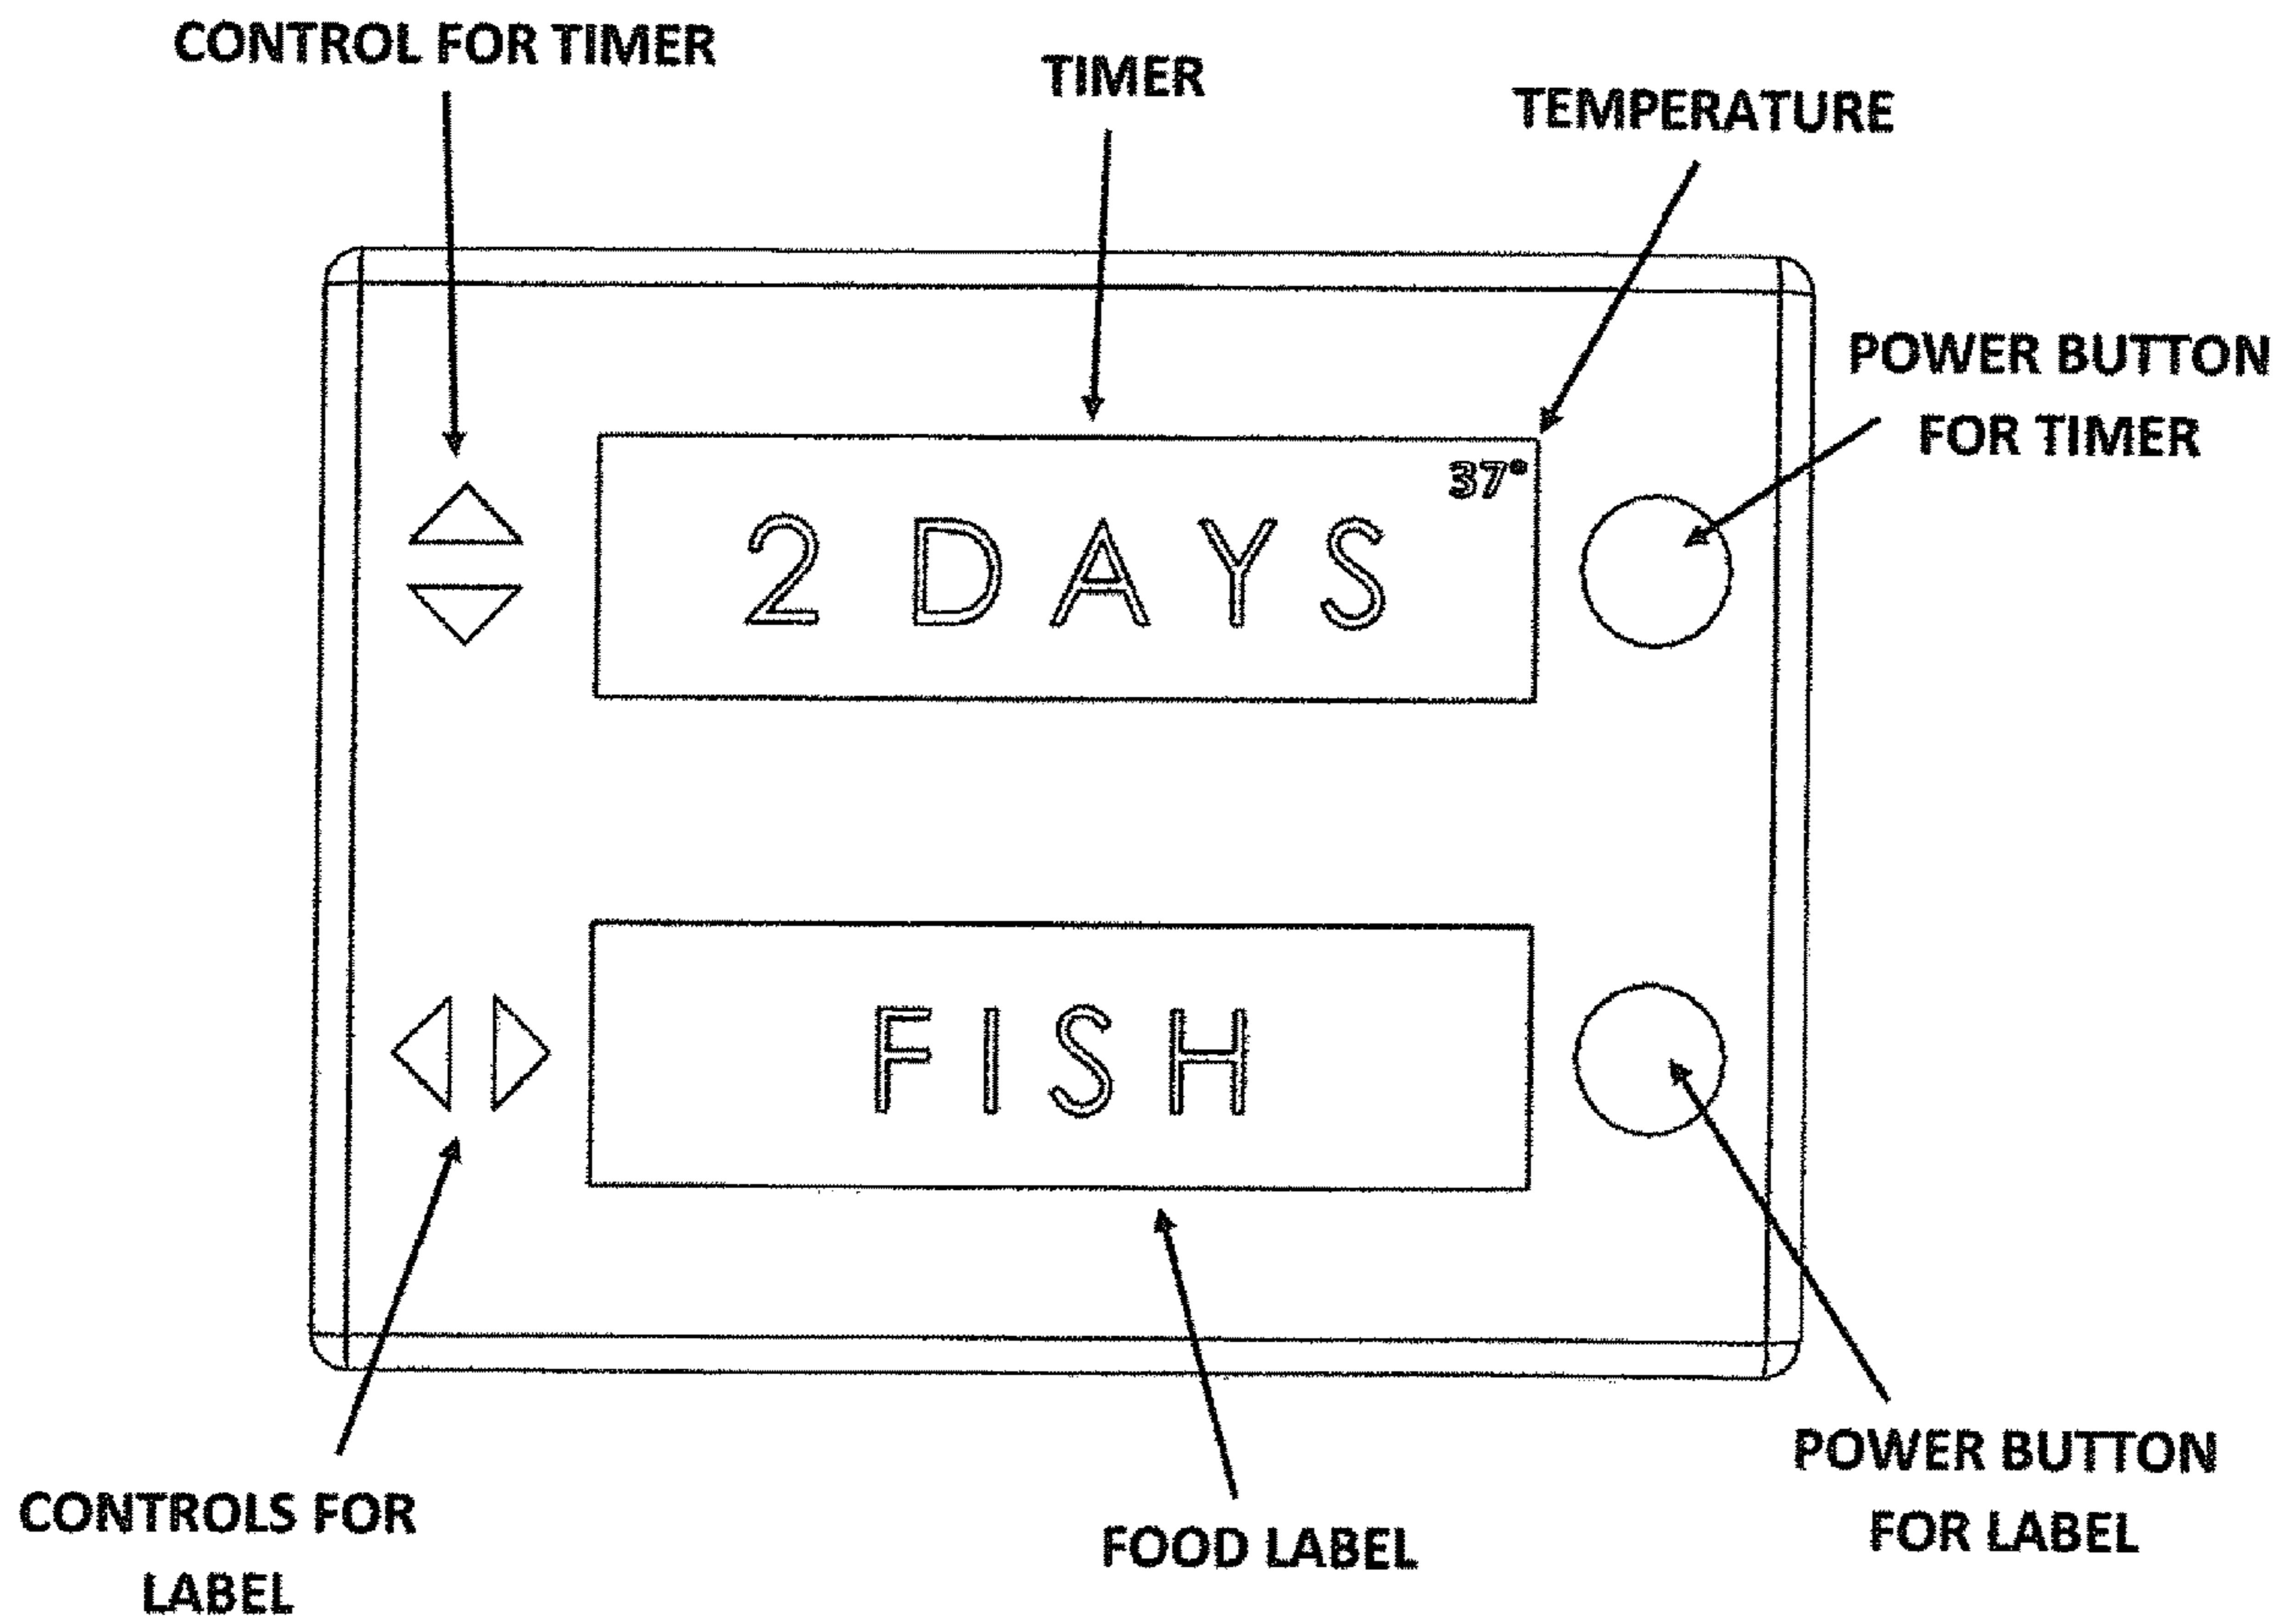 CONTROL FOR TIMER
TIMER
TEMPERATURE
POWER BUTTON
FOR TIMER
37°
2 DAYS
FISH
CONTROLS FOR
LABEL
FOOD LABEL
POWER BUTTON
FOR LABEL